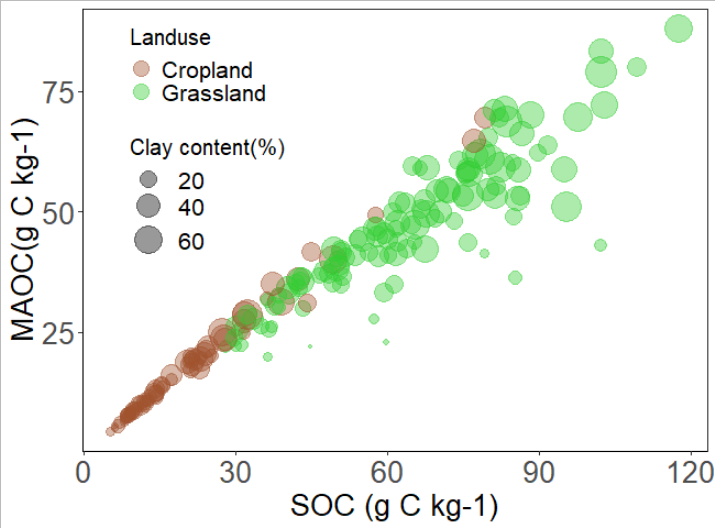 Landuse
Cropland
Grassland
Clay content(%)
20
40
60
MAOC(g C kg-1)
75
50
25
0 30 60 90 120
SOC (g C kg-1)